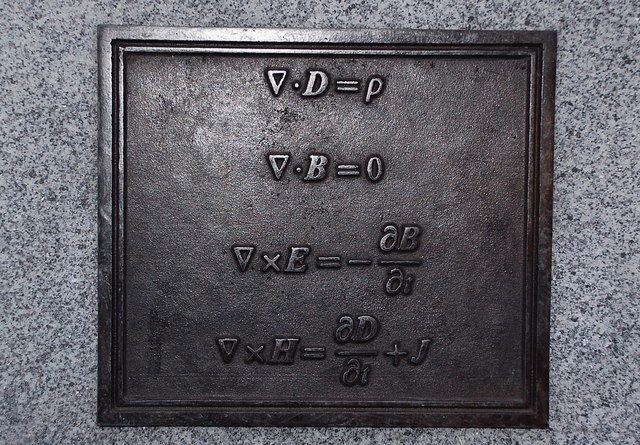 ∇·D = ρ
∇·B = 0
∇×E = −∂B/∂t
∇×H = ∂D/∂t + J